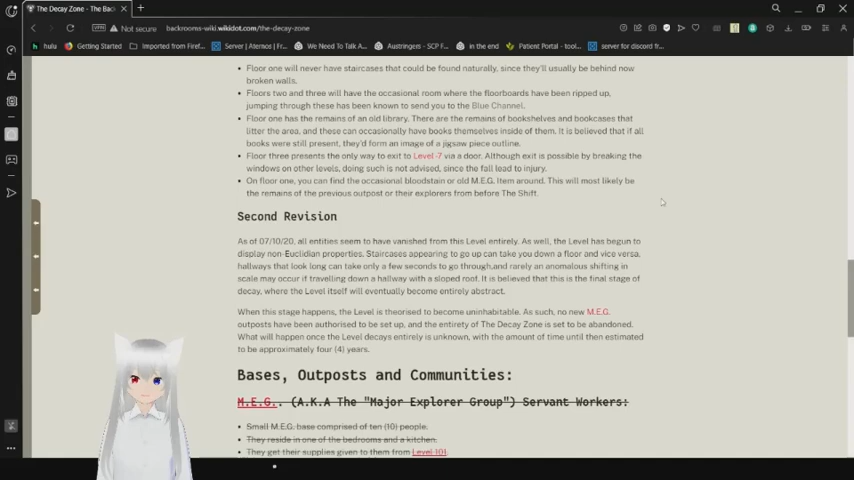 The Decay Zone - The Bac
Not secure
backrooms-wiki.wikidot.com/the-decay-zone
hulu
Getting Started
Imported from Firef...
Server | Aternos | Fr...
We Need To Talk A...
Austringers - SCP F...
in the end
Patient Portal - tool...
server for discord fr...
Floor one will never have staircases that could be found naturally, since they'll usually be behind now
broken walls.
Floors two and three will have the occasional room where the floorboards have been ripped up,
jumping through these has been known to send you to the Blue Channel.
Floor one has the remains of an old library. There are the remains of bookshelves and bookcases that
litter the area, and these can occasionally have books themselves inside of them. It is believed that if all
books were still present, they'd form an image of a jigsaw piece outline.
Floor three presents the only way to exit to Level -7 via a door. Although exit is possible by breaking the
windows on other levels, doing such is not advised, since the fall lead to injury.
On floor one, you can find the occasional bloodstain or old M.E.G. Item around. This will most likely be
the remains of the previous outpost or their explorers from before The Shift.
Second Revision
As of 07/10/20, all entities seem to have vanished from this Level entirely. As well, the Level has begun to
display non-Euclidian properties. Staircases appearing to go up can take you down a floor and vice versa,
hallways that look long can take only a few seconds to go through,and rarely an anomalous shifting in
scale may occur if travelling down a hallway with a sloped roof. It is believed that this is the final stage of
decay, where the Level itself will eventually become entirely abstract.
When this stage happens, the Level is theorised to become uninhabitable. As such, no new M.E.G.
outposts have been authorised to be set up, and the entirety of The Decay Zone is set to be abandoned.
What will happen once the Level decays entirely is unknown, with the amount of time until then estimated
to be approximately four (4) years.
Bases, Outposts and Communities:
M.E.G. (A.K.A The "Major Explorer Group") Servant Workers:
Small M.E.G. base comprised of ten (10) people.
They reside in one of the bedrooms and a kitchen.
They get their supplies given to them from Level 101.